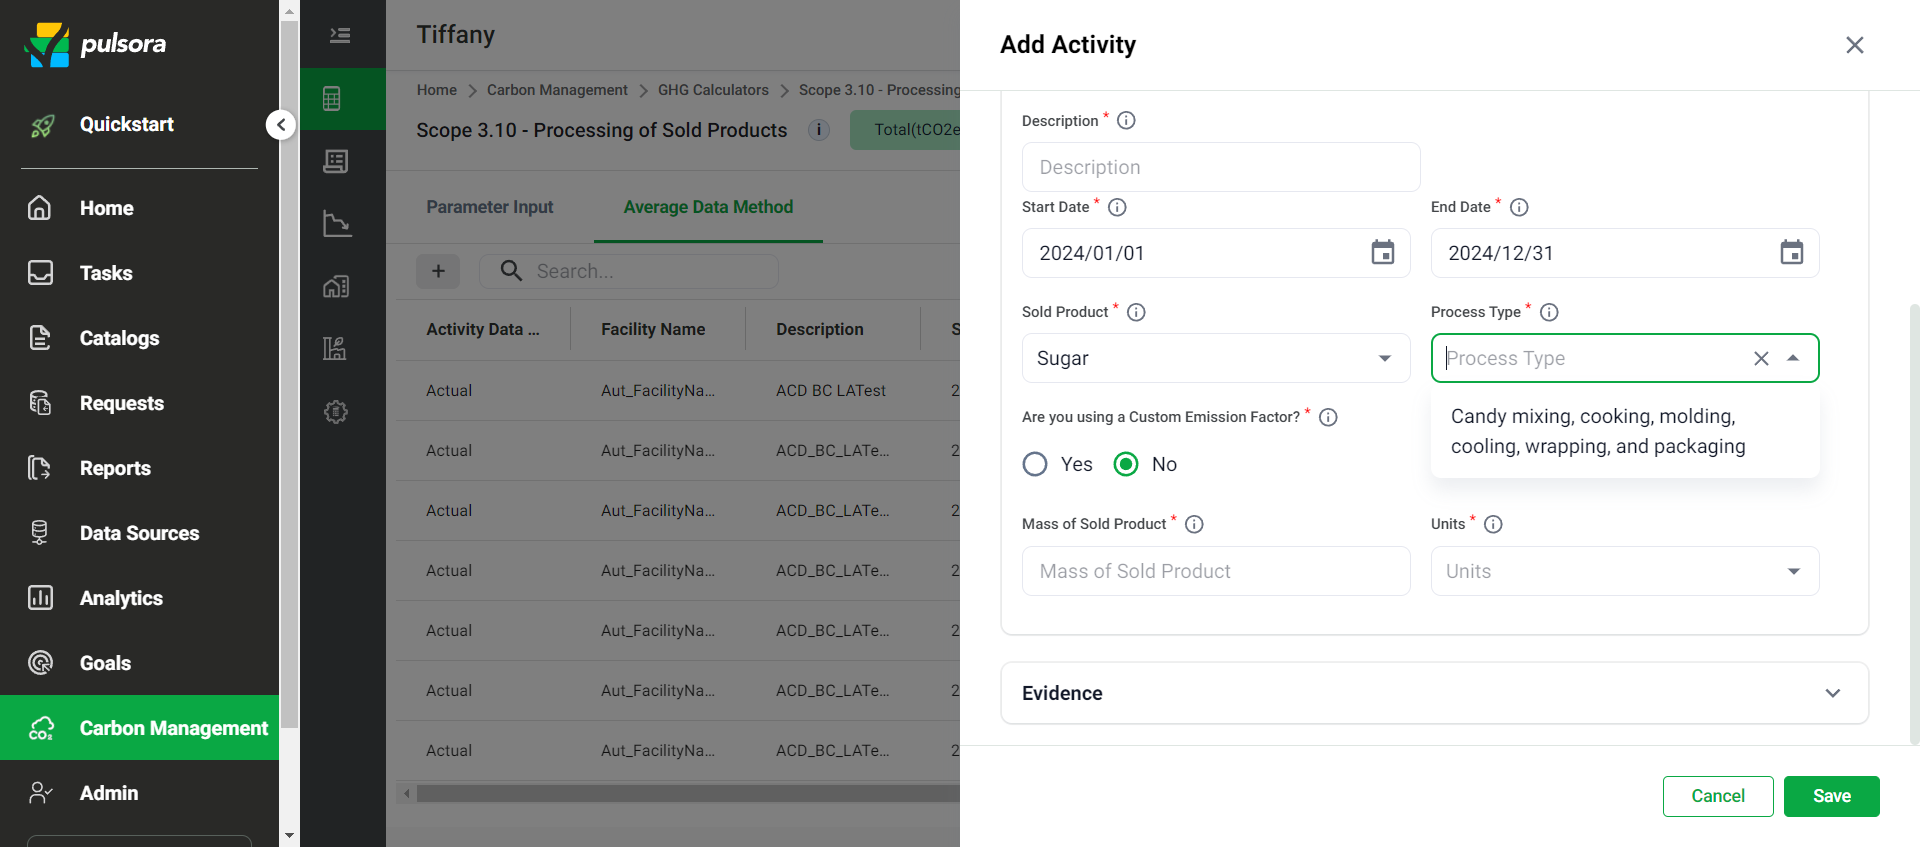 pulsora
Quickstart
Home
Tasks
Catalogs
Requests
Reports
Data Sources
Analytics
Goals
CO₂
Carbon Management
Admin
Tiffany
Home > Carbon Management > GHG Calculators > Scope 3.10 - Processing
Scope 3.10 - Processing of Sold Products i Total(tCO2e
Parameter Input Average Data Method
+ Search...
Activity Data ... Facility Name Description S
Actual Aut_FacilityNa... ACD BC LATest 2
Actual Aut_FacilityNa... ACD_BC_LATe... 2
Actual Aut_FacilityNa... ACD_BC_LATe... 2
Actual Aut_FacilityNa... ACD_BC_LATe... 2
Actual Aut_FacilityNa... ACD_BC_LATe... 2
Actual Aut_FacilityNa... ACD_BC_LATe... 2
Actual Aut_FacilityNa... ACD_BC_LATe... 2
Add Activity
Description *
Description
Start Date * End Date *
2024/01/01 2024/12/31
Sold Product * Process Type *
Sugar Process Type
Candy mixing, cooking, molding,
cooling, wrapping, and packaging
Are you using a Custom Emission Factor? *
Yes No
Mass of Sold Product * Units *
Mass of Sold Product Units
Evidence
Cancel Save